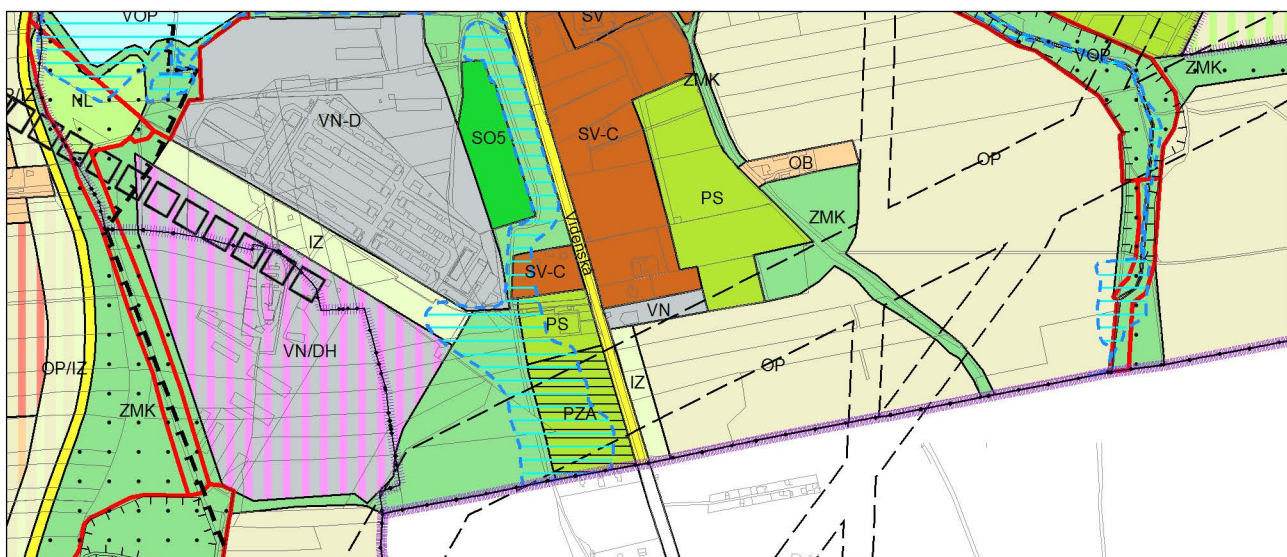 VOP
SV
VOP
ZMK
P/IZ
NL
ZMK
VN-D
SO5
SV-C
OB
OP
PS
ZMK
IZ
Vídeňská
SV-C
VN
PS
VN/DH
OP/IZ
IZ
OP
ZMK
PZA